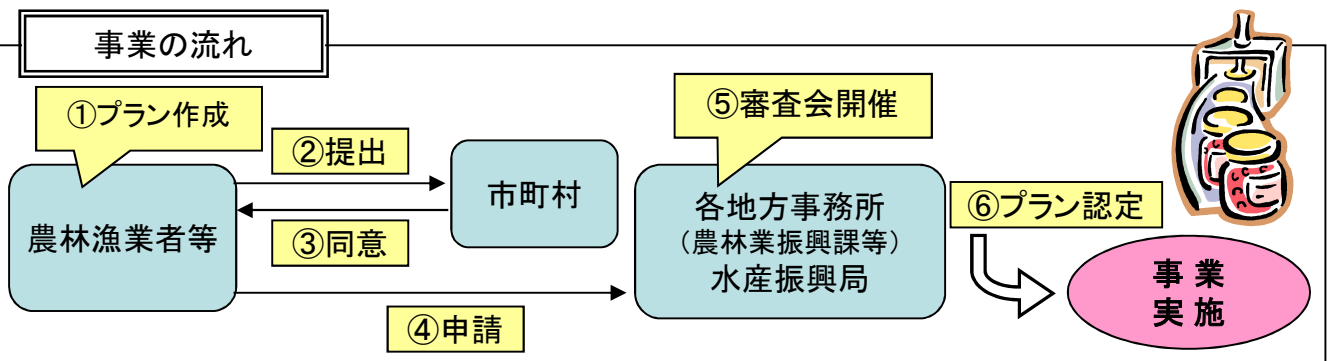 事業の流れ
①プラン作成
②提出
③同意
④申請
⑤審査会開催
⑥プラン認定
農林漁業者等
市町村
各地方事務所
（農林業振興課等）
水産振興局
事 業
実 施